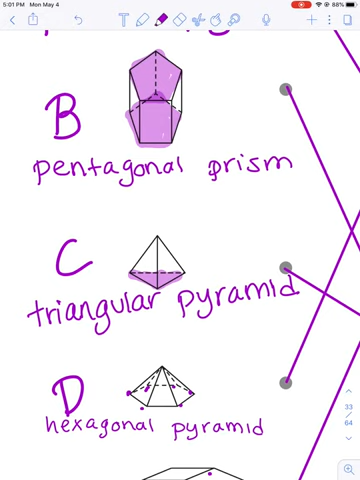 5:01 PM Mon May 4
88%
B
pentagonal prism
C
triangular pyramid
D
hexagonal pyramid
33
/
64